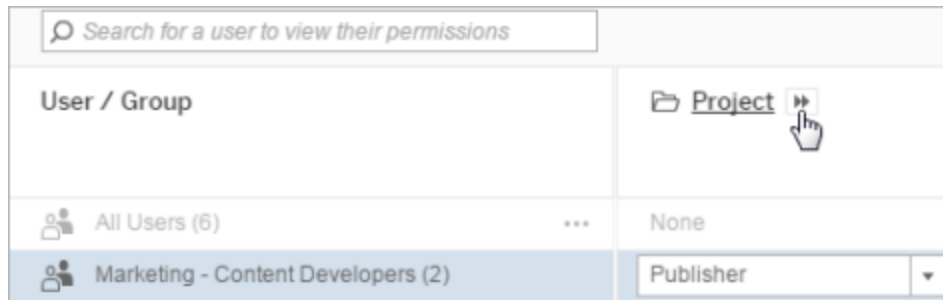 Search for a user to view their permissions
User / Group
Project
All Users (6)
None
Marketing - Content Developers (2)
Publisher